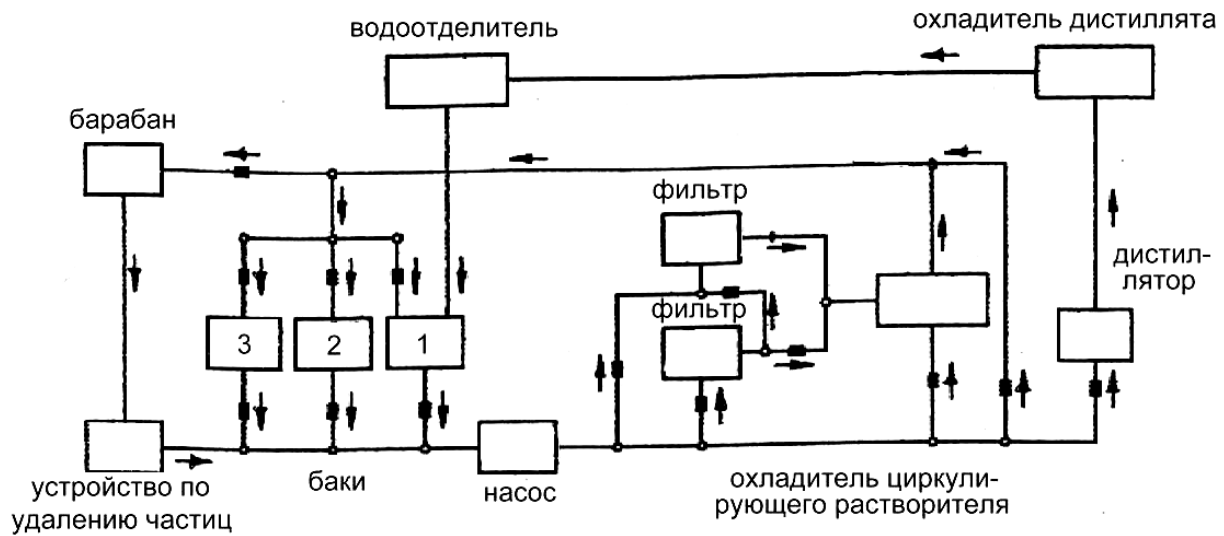 охладитель дистиллята
водоотделитель
барабан
фильтр
дистил-
лятор
фильтр
3
2
1
устройство по
удалению частиц
баки
насос
охладитель циркули-
рующего растворителя